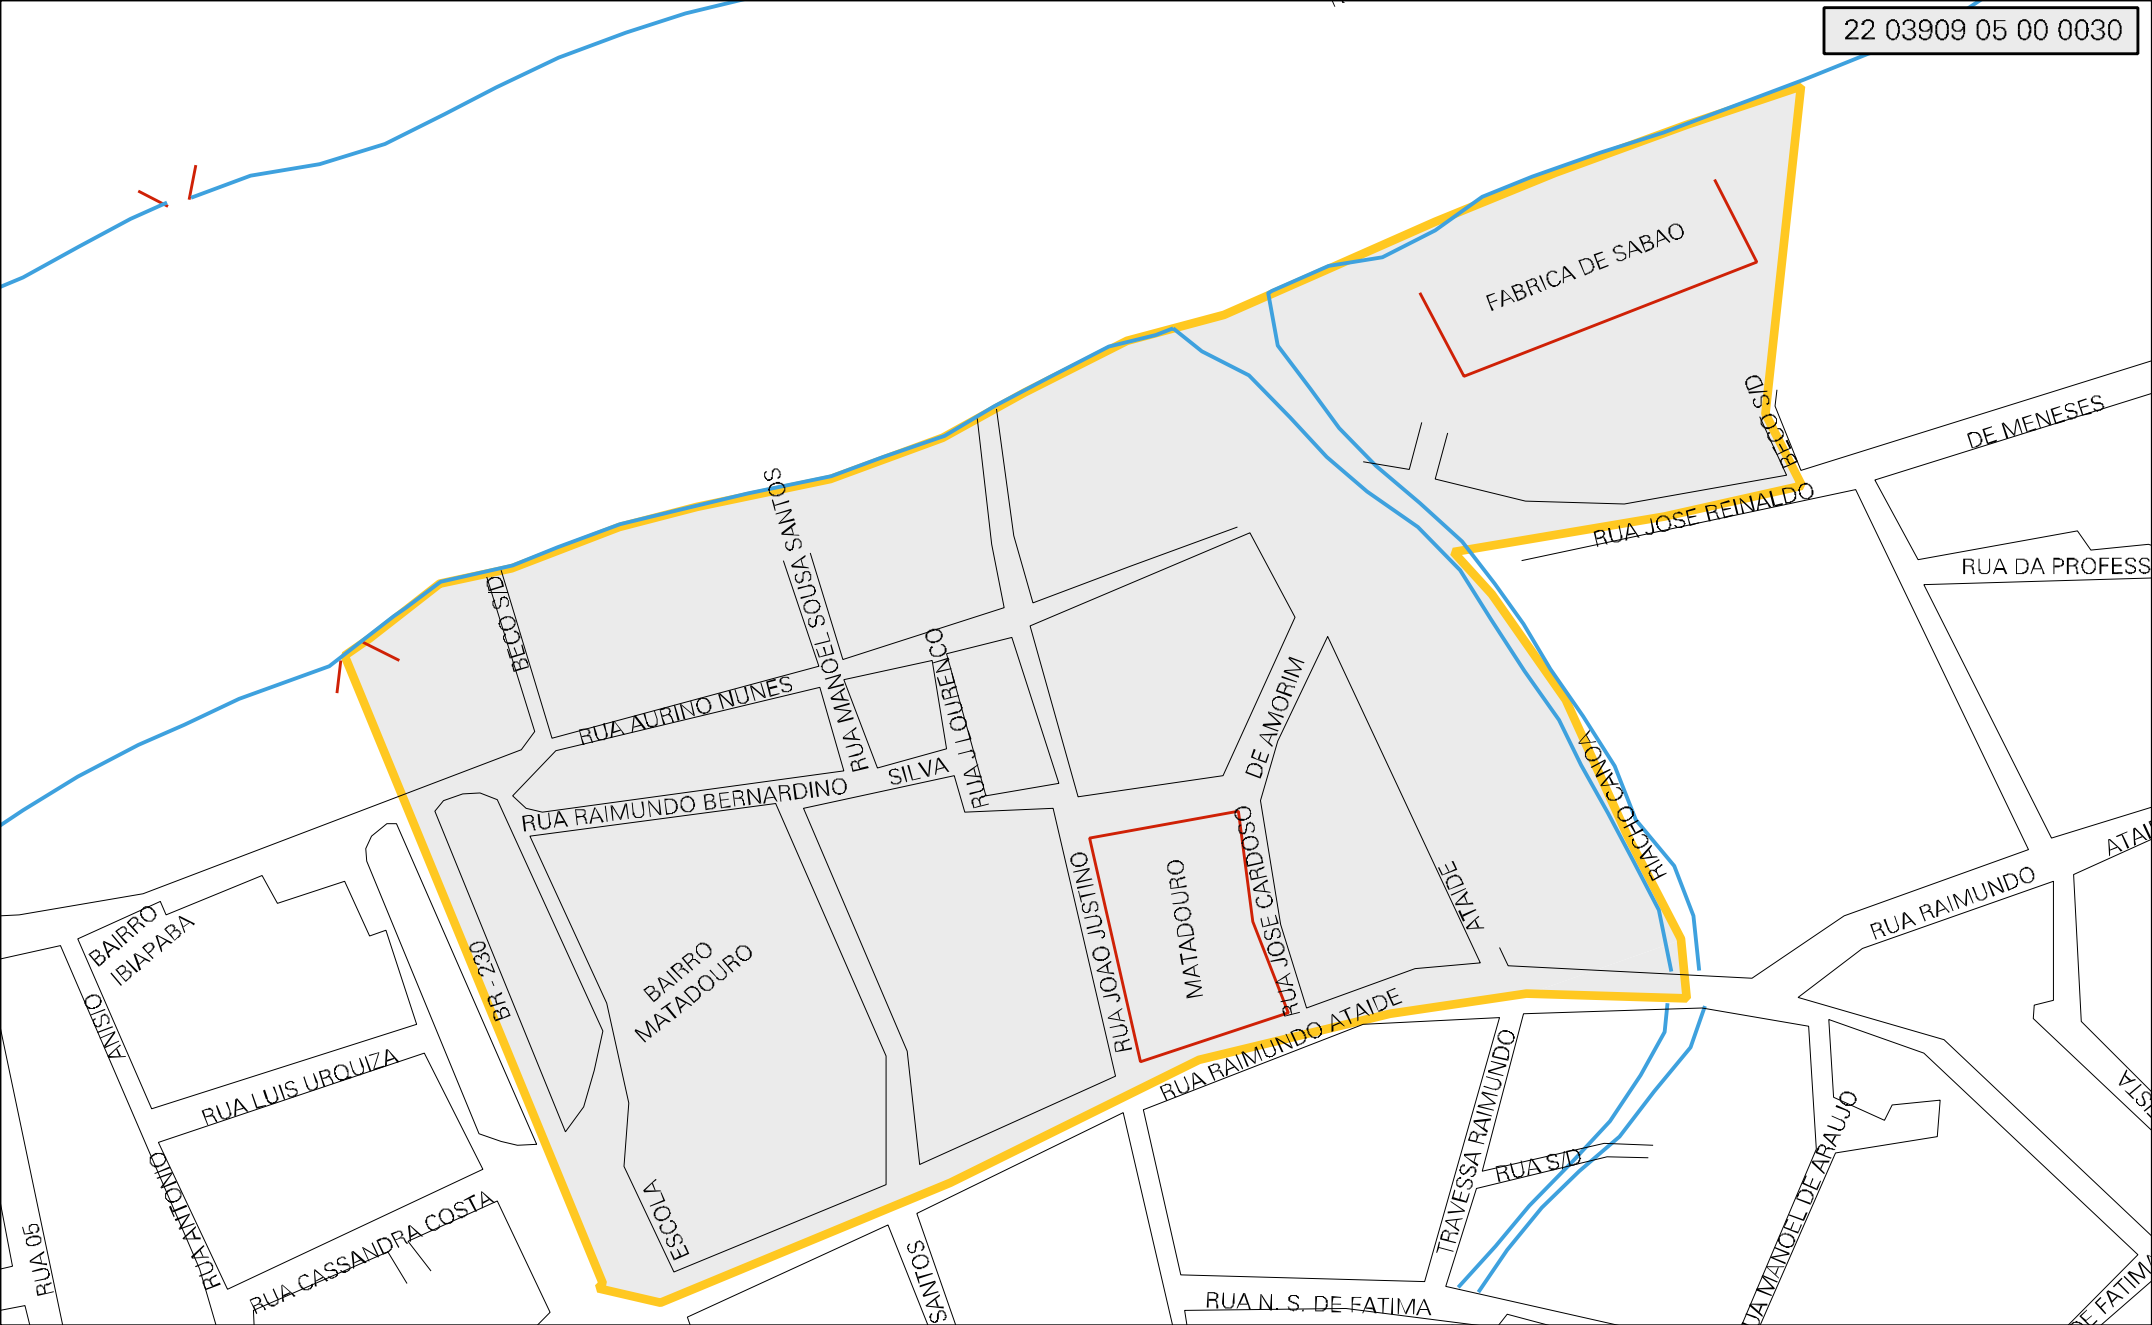 22 03909 05 00 0030
FABRICA DE SABAO
BECO S/D
DE MENESES
RUA JOSE REINALDO
RUA DA PROFESS
RUA MANOEL SOUSA SANTOS
BECO S/D
RUA AURINO NUNES
RUA J LOURENCO
DE AMORIM
SILVA
RUA RAIMUNDO BERNARDINO
RIACHO CANOA
RUA JOAO JUSTINO
MATADOURO
RUA JOSE CARDOSO
ATAIDE
RUA RAIMUNDO
BAIRRO
IBIAPABA
BR - 230
BAIRRO
MATADOURO
ANISIO
RUA LUIS URQUIZA
RUA RAIMUNDO ATAIDE
TRAVESSA RAIMUNDO
RUA S/D
RUA ANTONIO
RUA CASSANDRA COSTA
RUA 05
ESCOLA
SANTOS
RUA N. S. DE FATIMA
UA MANOEL DE ARAUJO
DE FATIMA